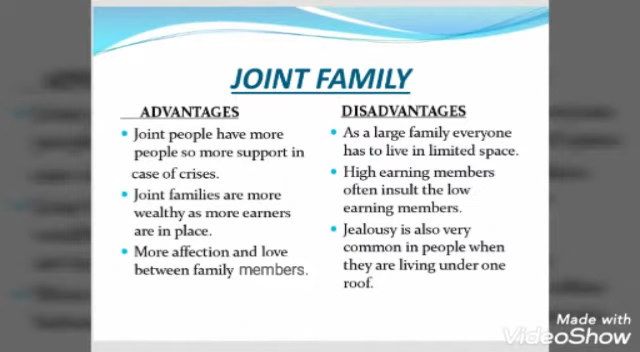 JOINT FAMILY
ADVANTAGES
Joint people have more
people so more support in
case of crises.
Joint families are more
wealthy as more earners
are in place.
More affection and love
between family members.
DISADVANTAGES
As a large family everyone
has to live in limited space.
High earning members
often insult the low
earning members.
Jealousy is also very
common in people when
they are living under one
roof.
Made with
VideoShow